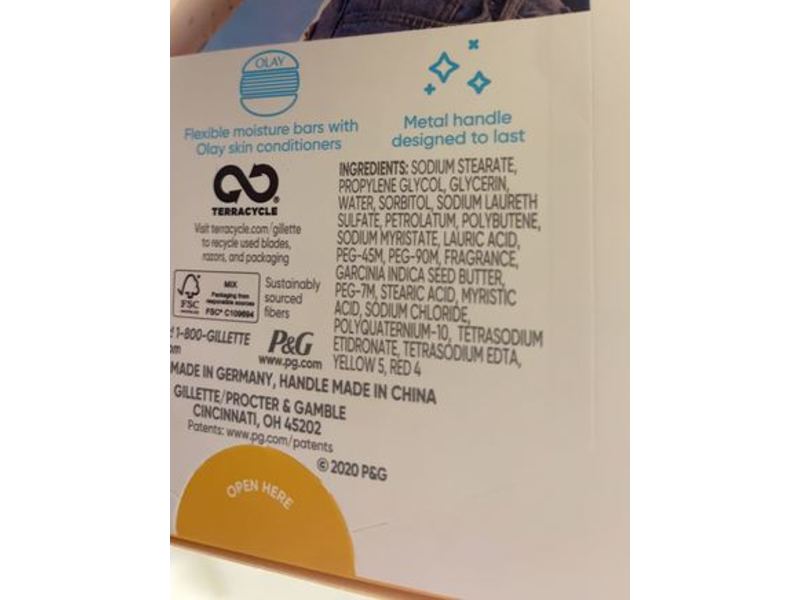 OLAY
Flexible moisture bars with
Olay skin conditioners
Metal handle
designed to last
TERRACYCLE®
Visit terracycle.com/gillette
to recycle used blades,
razors, and packaging
FSC
MIX
Packaging from
responsible sources
FSC® C109694
Sustainably
sourced
fibers
1-800-GILLETTE
om
P&G
www.pg.com
INGREDIENTS: SODIUM STEARATE,
PROPYLENE GLYCOL, GLYCERIN,
WATER, SORBITOL, SODIUM LAURETH
SULFATE, PETROLATUM, POLYBUTENE,
SODIUM MYRISTATE, LAURIC ACID,
PEG-45M, PEG-90M, FRAGRANCE,
GARCINIA INDICA SEED BUTTER,
PEG-7M, STEARIC ACID, MYRISTIC
ACID, SODIUM CHLORIDE,
POLYQUATERNIUM-10, TETRASODIUM
ETIDRONATE, TETRASODIUM EDTA,
YELLOW 5, RED 4
MADE IN GERMANY, HANDLE MADE IN CHINA
GILLETTE/PROCTER & GAMBLE
CINCINNATI, OH 45202
Patents: www.pg.com/patents
© 2020 P&G
OPEN HERE